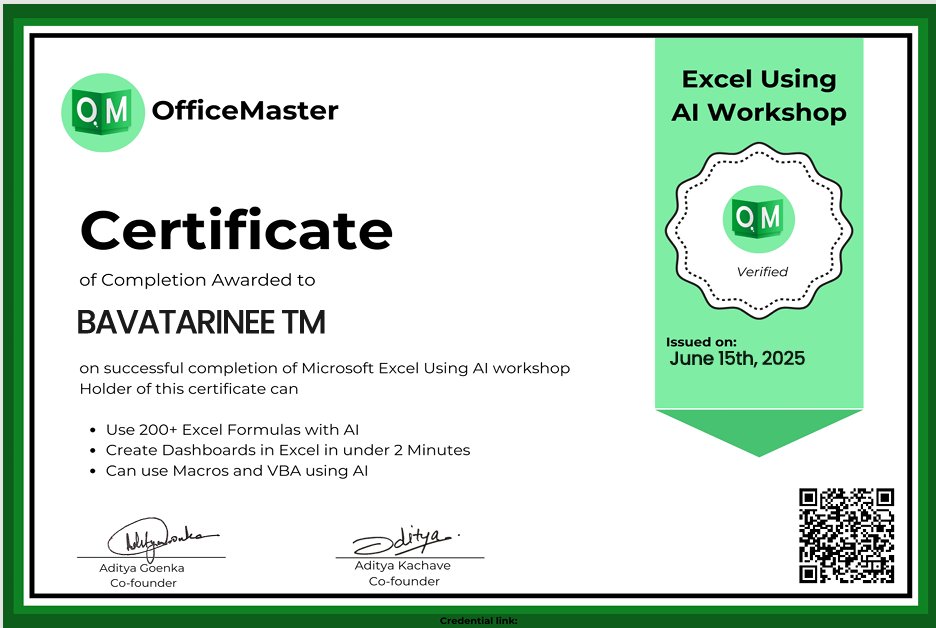 OM OfficeMaster
Excel Using
AI Workshop
OM
Verified
Issued on:
June 15th, 2025
Certificate
of Completion Awarded to
BAVATARINEE TM
on successful completion of Microsoft Excel Using AI workshop
Holder of this certificate can
• Use 200+ Excel Formulas with AI
• Create Dashboards in Excel in under 2 Minutes
• Can use Macros and VBA using AI
Aditya Goenka
Co-founder
Aditya
Aditya Kachave
Co-founder
Credential link: